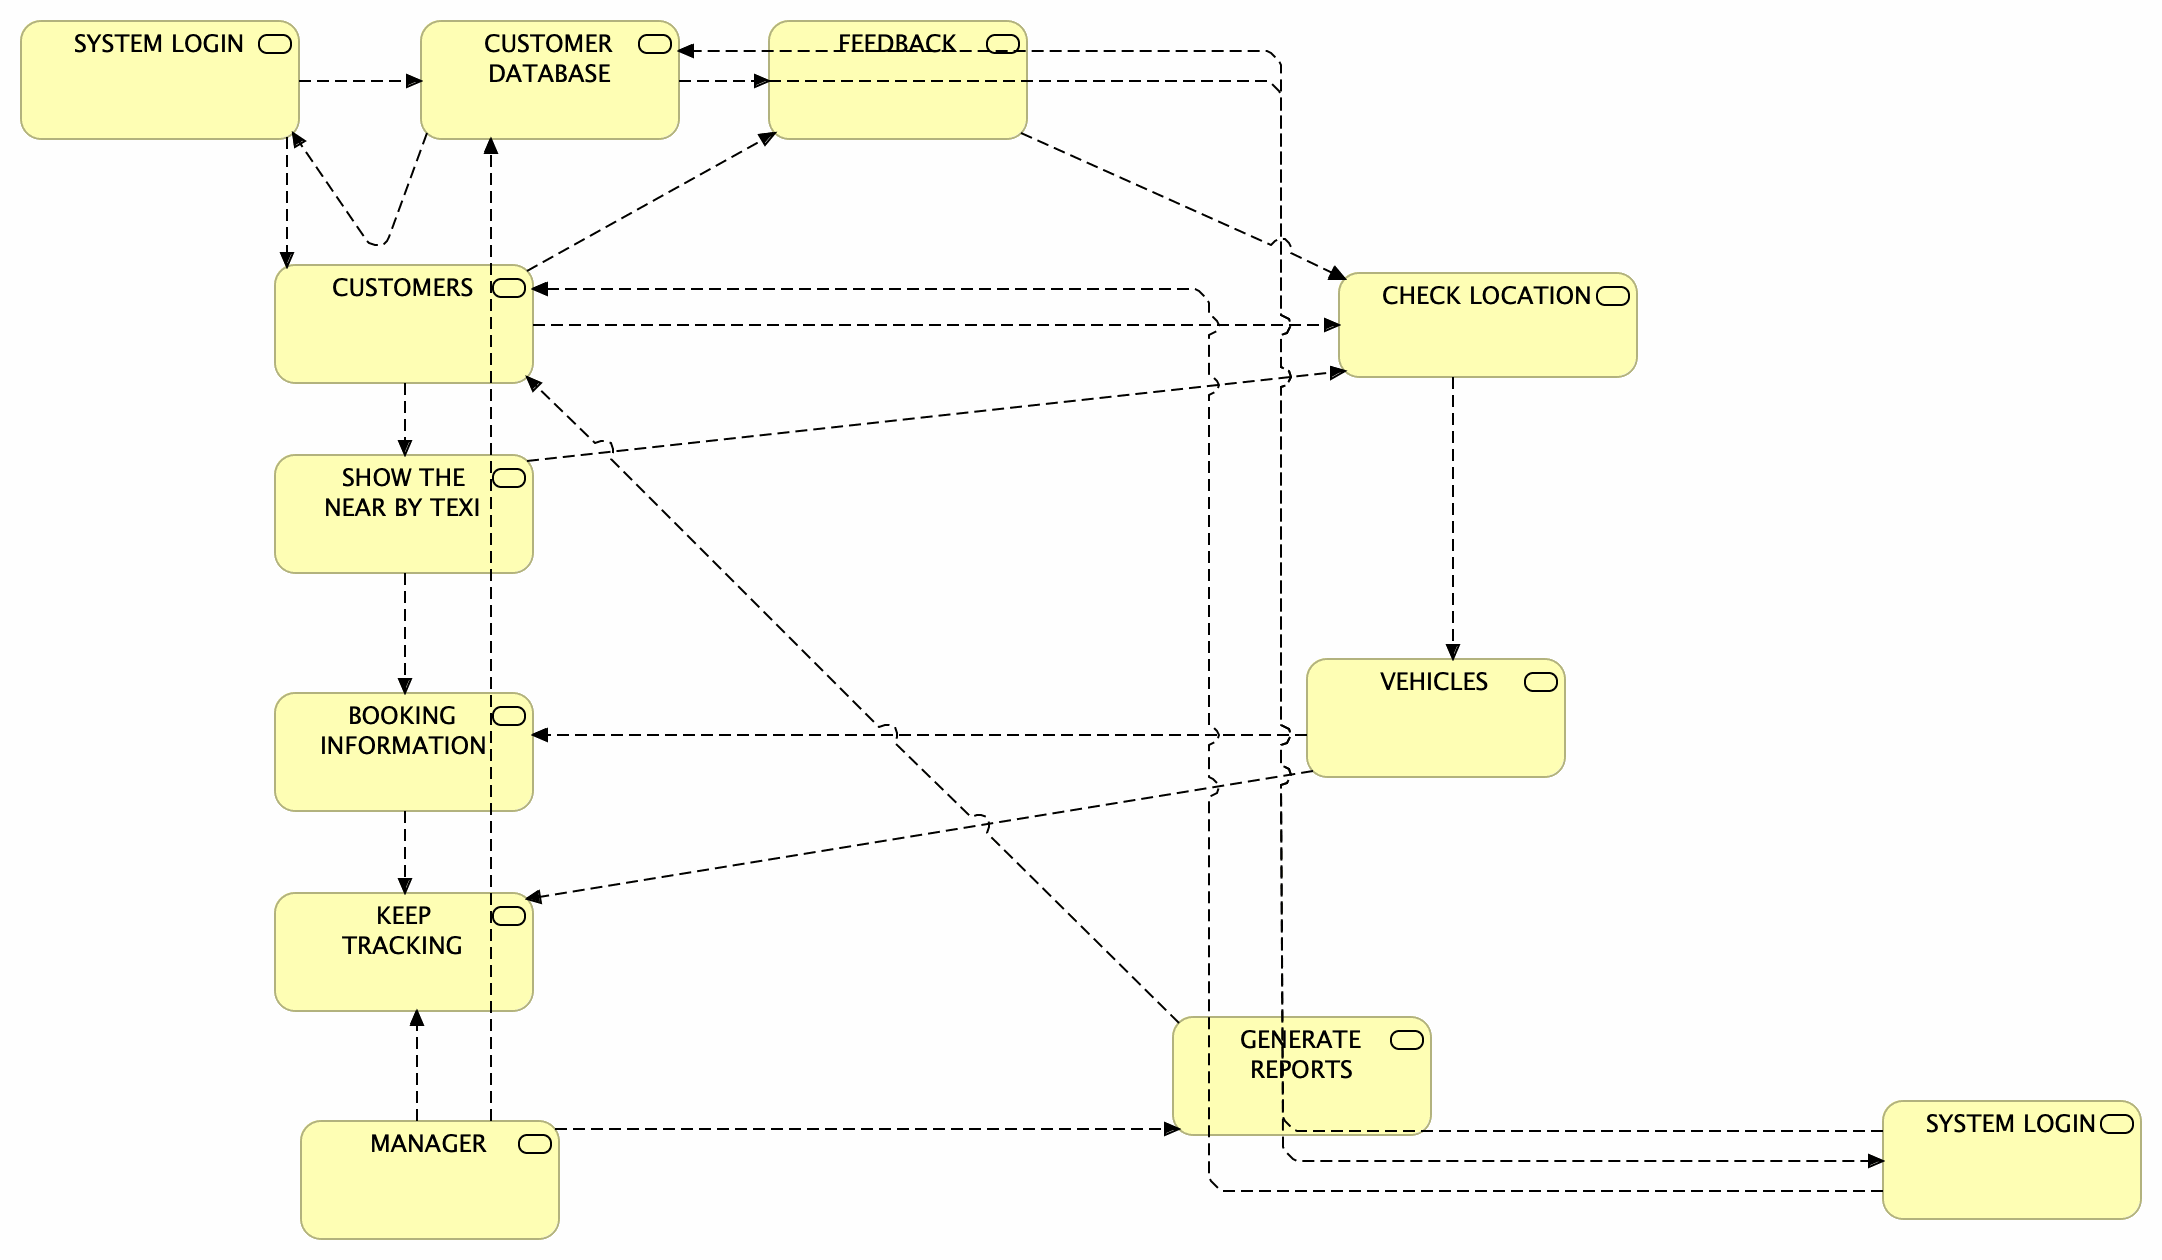 SYSTEM LOGIN
CUSTOMER
DATABASE
FEEDBACK
CUSTOMERS
CHECK LOCATION
SHOW THE
NEAR BY TEXI
VEHICLES
BOOKING
INFORMATION
KEEP
TRACKING
GENERATE
REPORTS
MANAGER
SYSTEM LOGIN